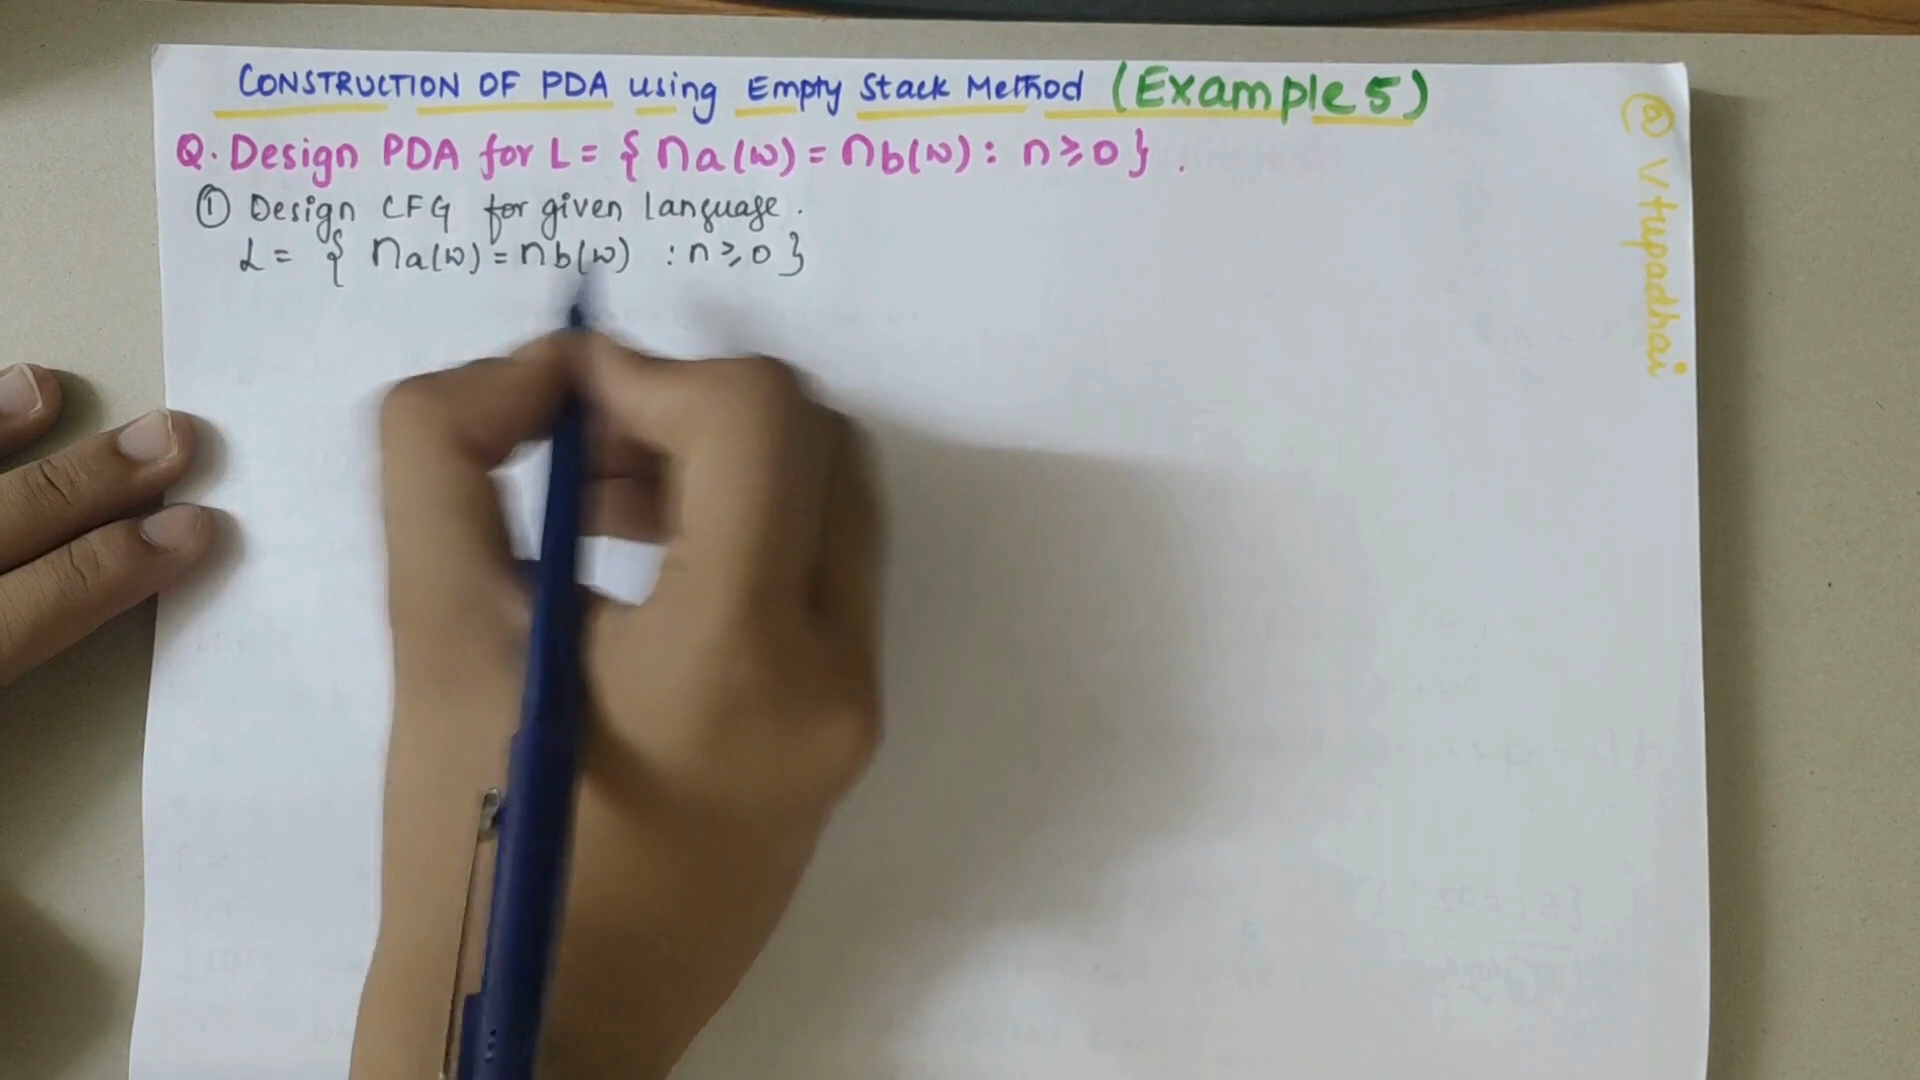 CONSTRUCTION OF PDA using Empty Stack Method (Example 5)
Q. Design PDA for L = { na(w) = nb(w) : n ≥ 0 } .
① Design CFG for given language .
L = { na(w) = nb(w) : n ≥ 0 }
@ Vtupadhai